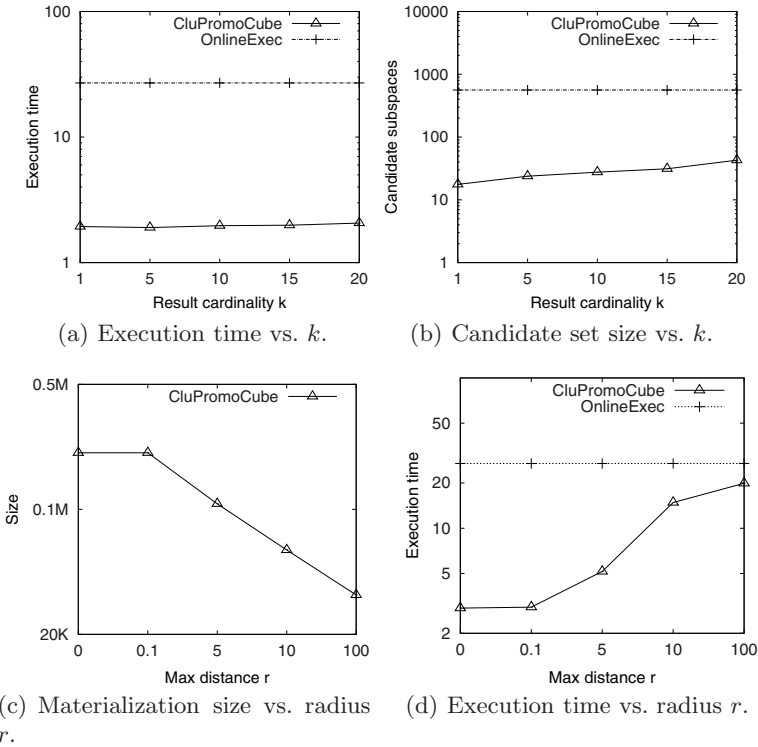 100
10
1
Execution time
CluPromoCube
OnlineExec
1 5 10 15 20
Result cardinality k
(a) Execution time vs. k.
10000
1000
100
10
1
Candidate subspaces
CluPromoCube
OnlineExec
1 5 10 15 20
Result cardinality k
(b) Candidate set size vs. k.
0.5M
0.1M
20K
Size
CluPromoCube
0 0.1 5 10 100
Max distance r
(c) Materialization size vs. radius
r.
50
20
10
5
2
Execution time
CluPromoCube
OnlineExec
0 0.1 5 10 100
Max distance r
(d) Execution time vs. radius r.